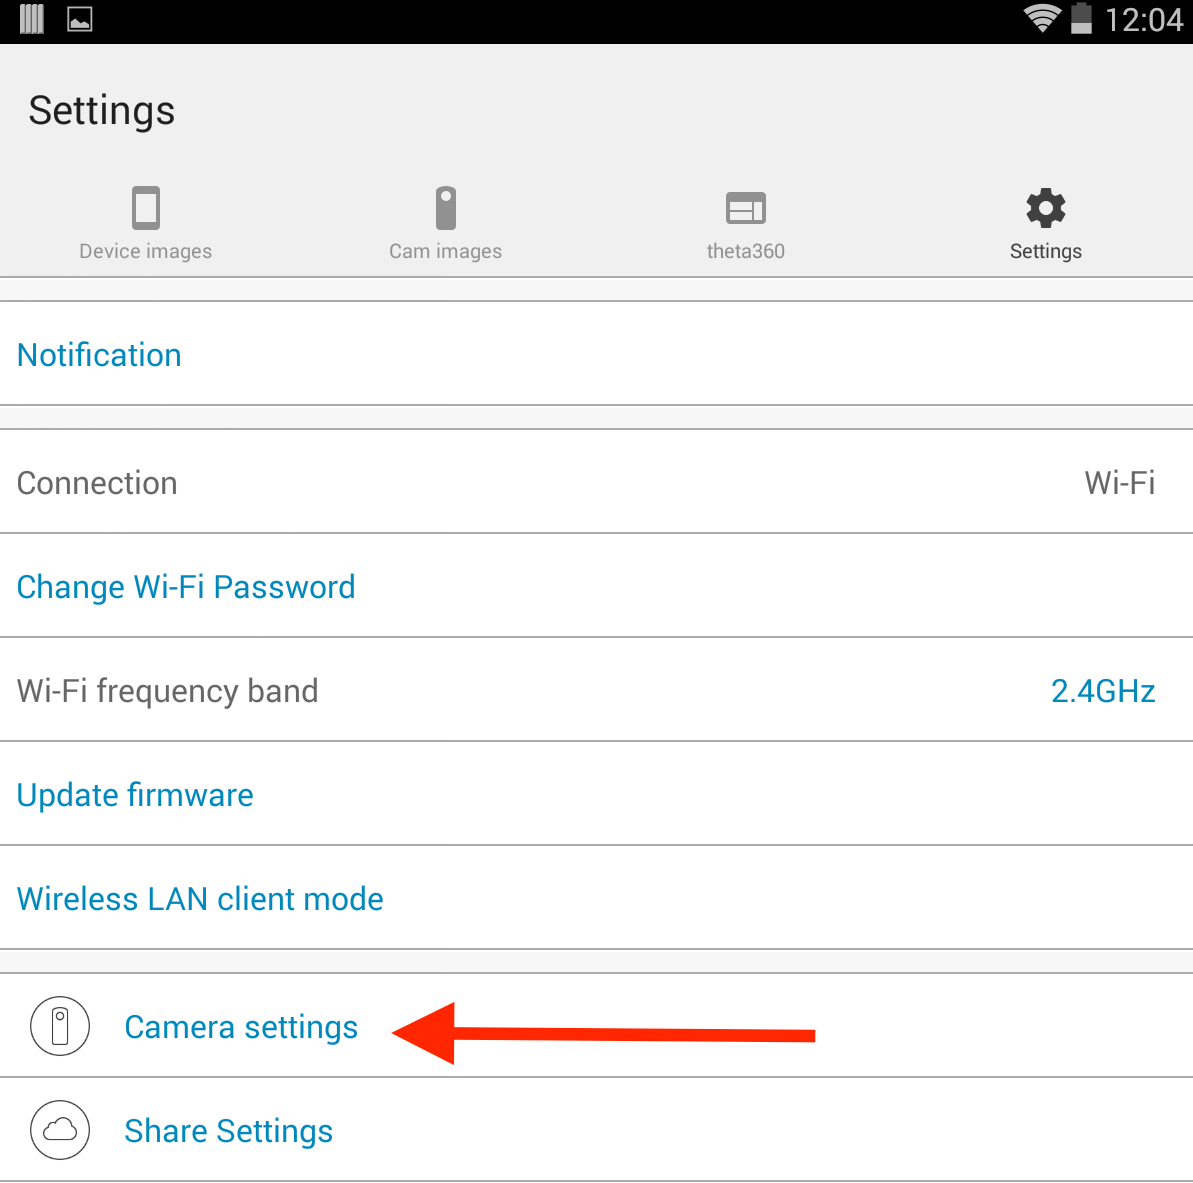 12:04
Settings
Device images
Cam images
theta360
Settings
Notification
Connection Wi-Fi
Change Wi-Fi Password
Wi-Fi frequency band 2.4GHz
Update firmware
Wireless LAN client mode
Camera settings
Share Settings